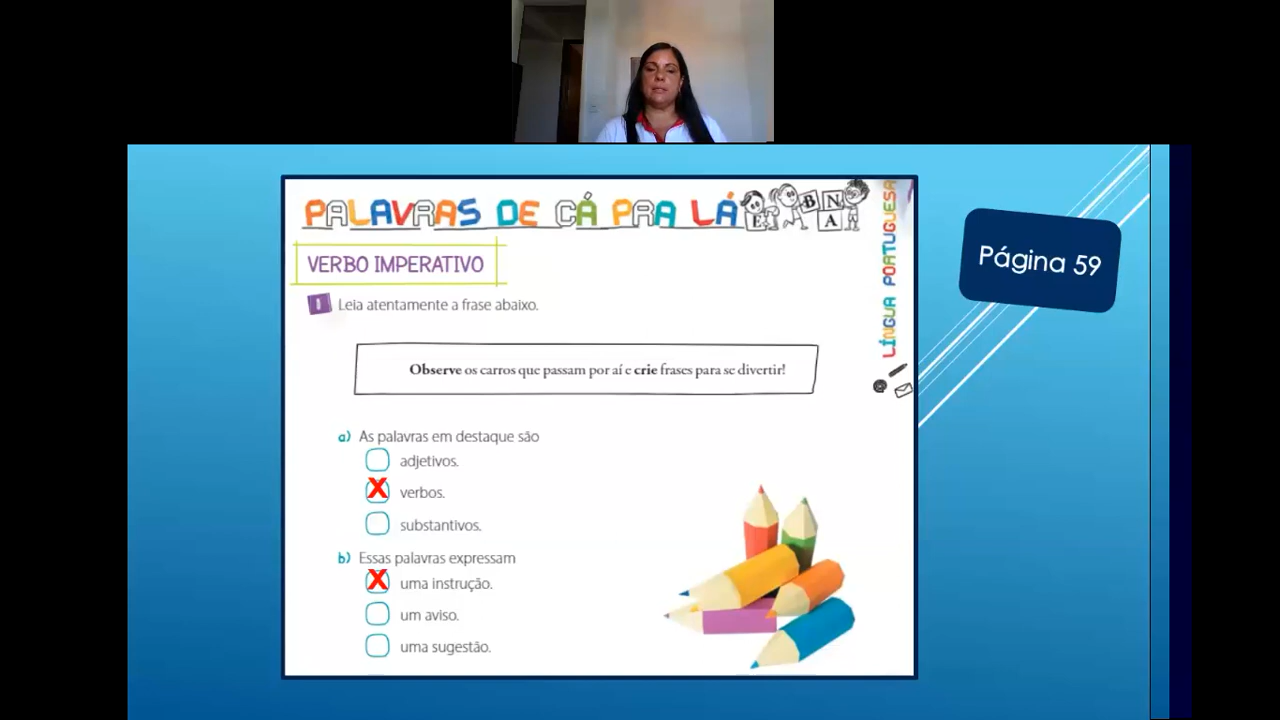 PALAVRAS DE CÁ PRA LÁ
E B N A
LÍNGUA PORTUGUESA
Página 59
VERBO IMPERATIVO
1 Leia atentamente a frase abaixo.
Observe os carros que passam por aí e crie frases para se divertir!
a) As palavras em destaque são
adjetivos.
X verbos.
substantivos.
b) Essas palavras expressam
X uma instrução.
um aviso.
uma sugestão.